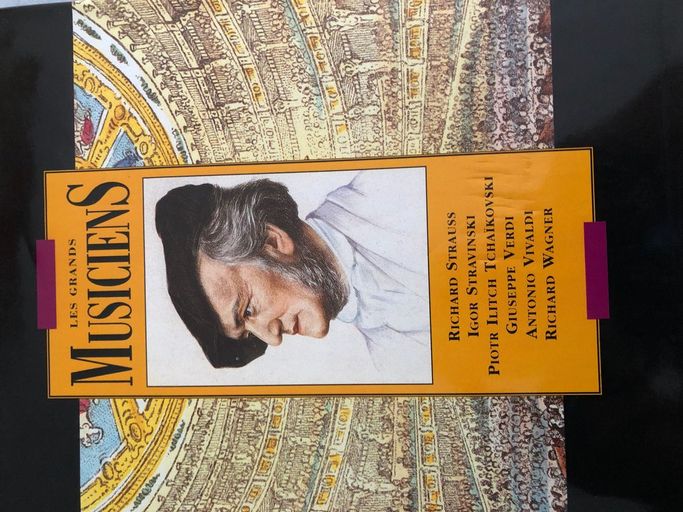 LES GRANDS
MUSICIENS
RICHARD STRAUSS
IGOR STRAVINSKI
PIOTR ILITCH TCHAÏKOVSKI
GIUSEPPE VERDI
ANTONIO VIVALDI
RICHARD WAGNER